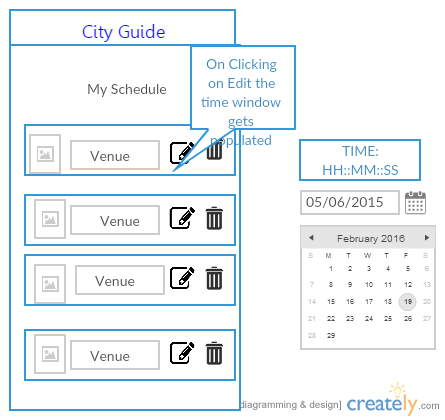 City Guide
On Clicking
on Edit the
time window
gets
populated
My Schedule
Venue
Venue
Venue
Venue
TIME:
HH::MM::SS
05/06/2015
February 2016
S M T W T F S
31 1 2 3 4 5 6
7 8 9 10 11 12 13
14 15 16 17 18 19 20
21 22 23 24 25 26 27
28 29
diagramming & design]
creately.com